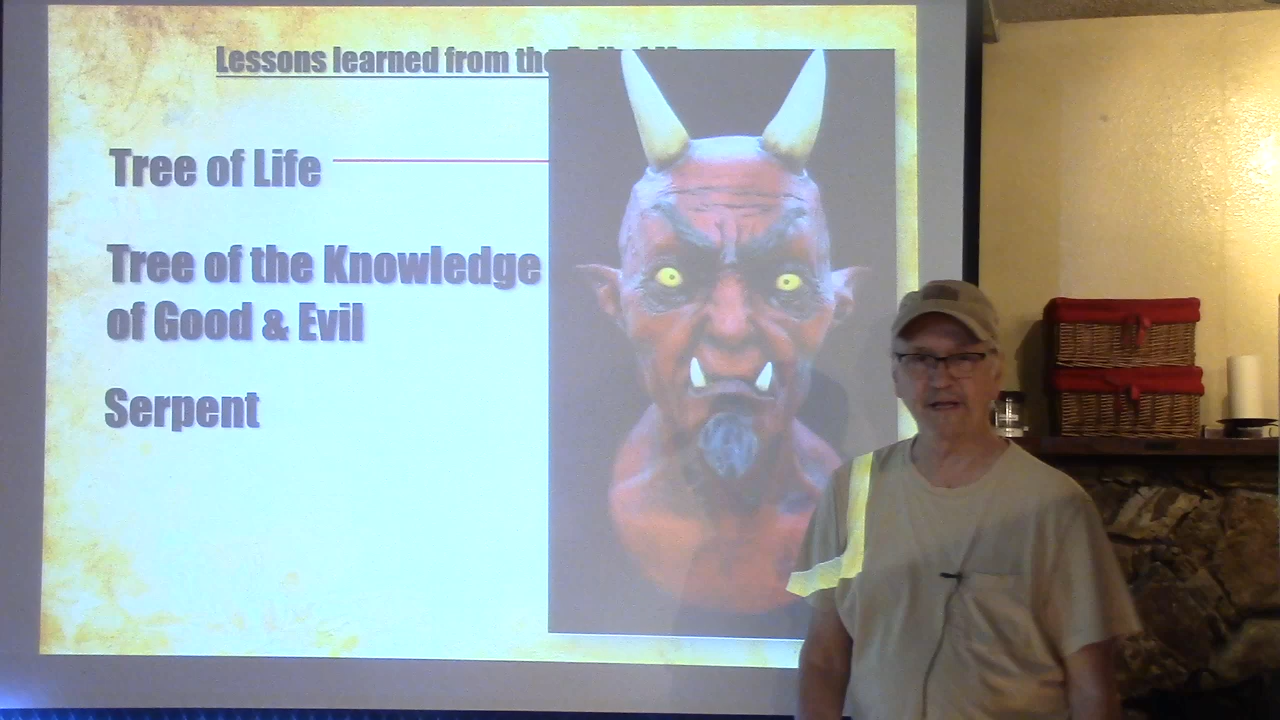 Lessons learned from the
Tree of Life
Tree of the Knowledge
of Good & Evil
Serpent